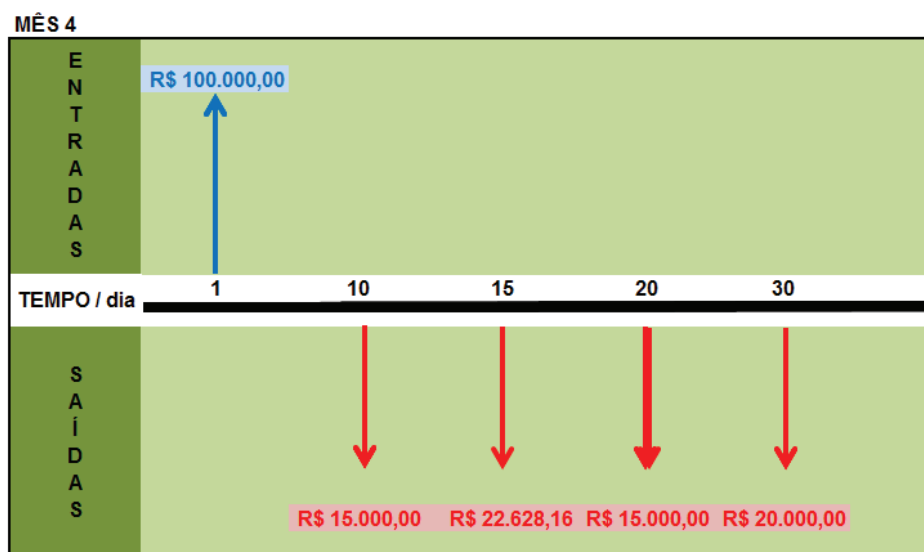 MÊS 4
ENTRADAS
R$ 100.000,00
TEMPO / dia 1 10 15 20 30
SAÍDAS
R$ 15.000,00 R$ 22.628,16 R$ 15.000,00 R$ 20.000,00